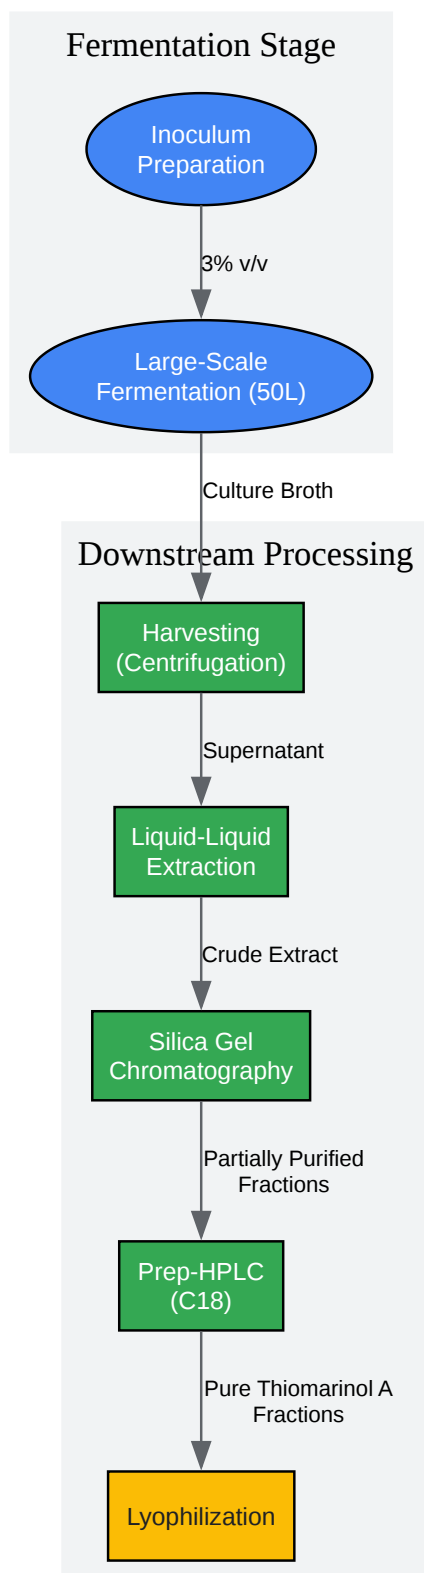 Fermentation Stage
Inoculum
Preparation
3% v/v
Large-Scale
Fermentation (50L)
Culture Broth
Downstream Processing
Harvesting
(Centrifugation)
Supernatant
Liquid-Liquid
Extraction
Crude Extract
Silica Gel
Chromatography
Partially Purified
Fractions
Prep-HPLC
(C18)
Pure Thiomarinol A
Fractions
Lyophilization